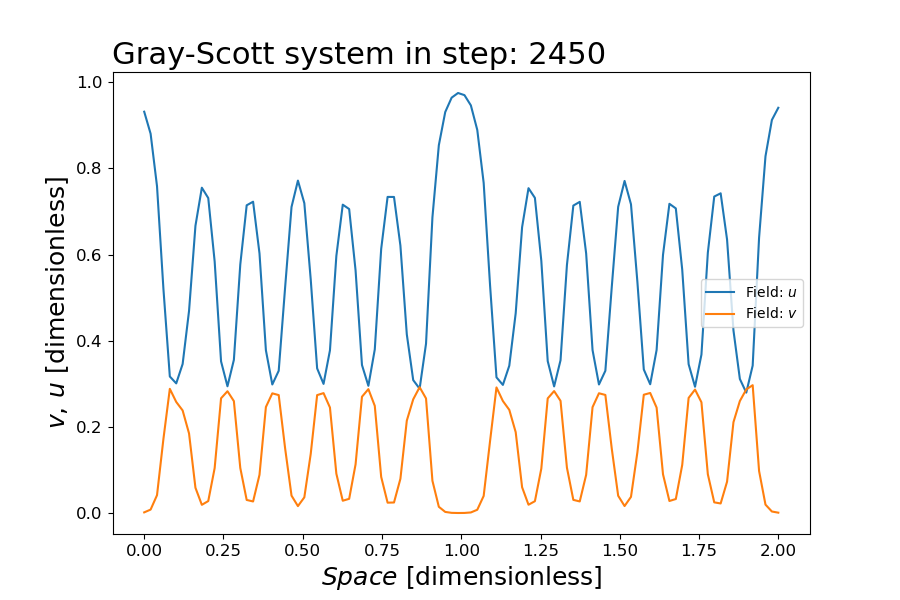 Gray-Scott system in step: 2450
v, u [dimensionless]
1.0
0.8
0.6
0.4
0.2
0.0
Field: u
Field: v
0.00 0.25 0.50 0.75 1.00 1.25 1.50 1.75 2.00
Space [dimensionless]